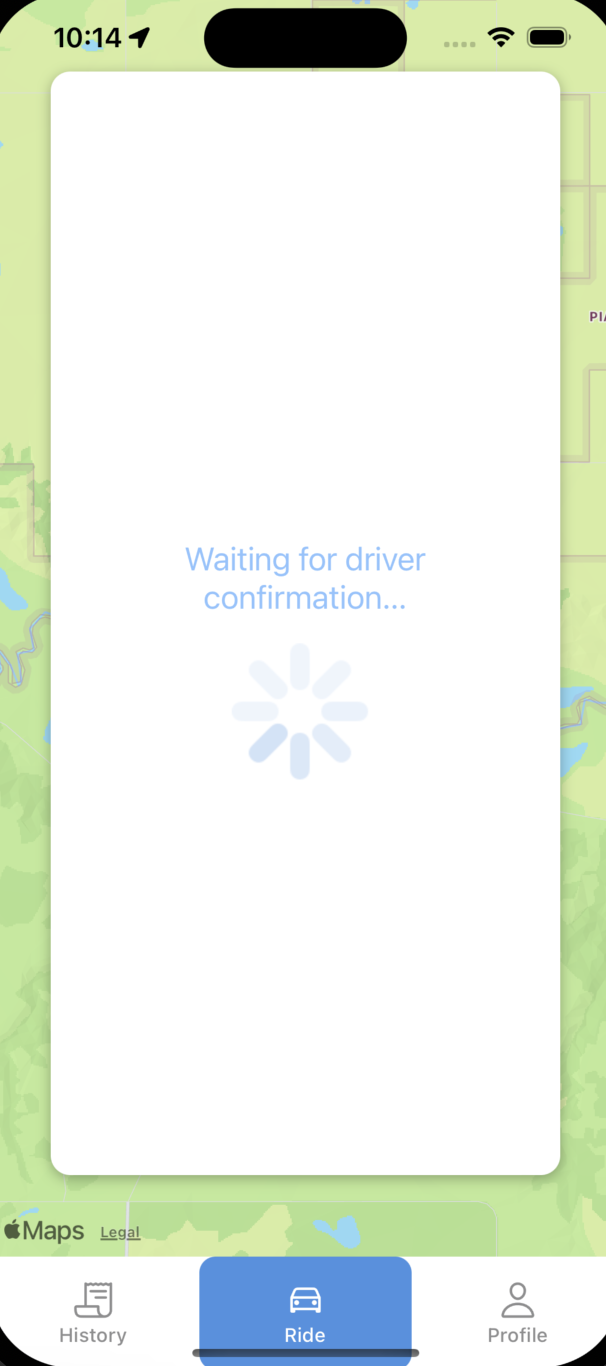 10:14
Waiting for driver
confirmation...
Maps Legal
History
Ride
Profile